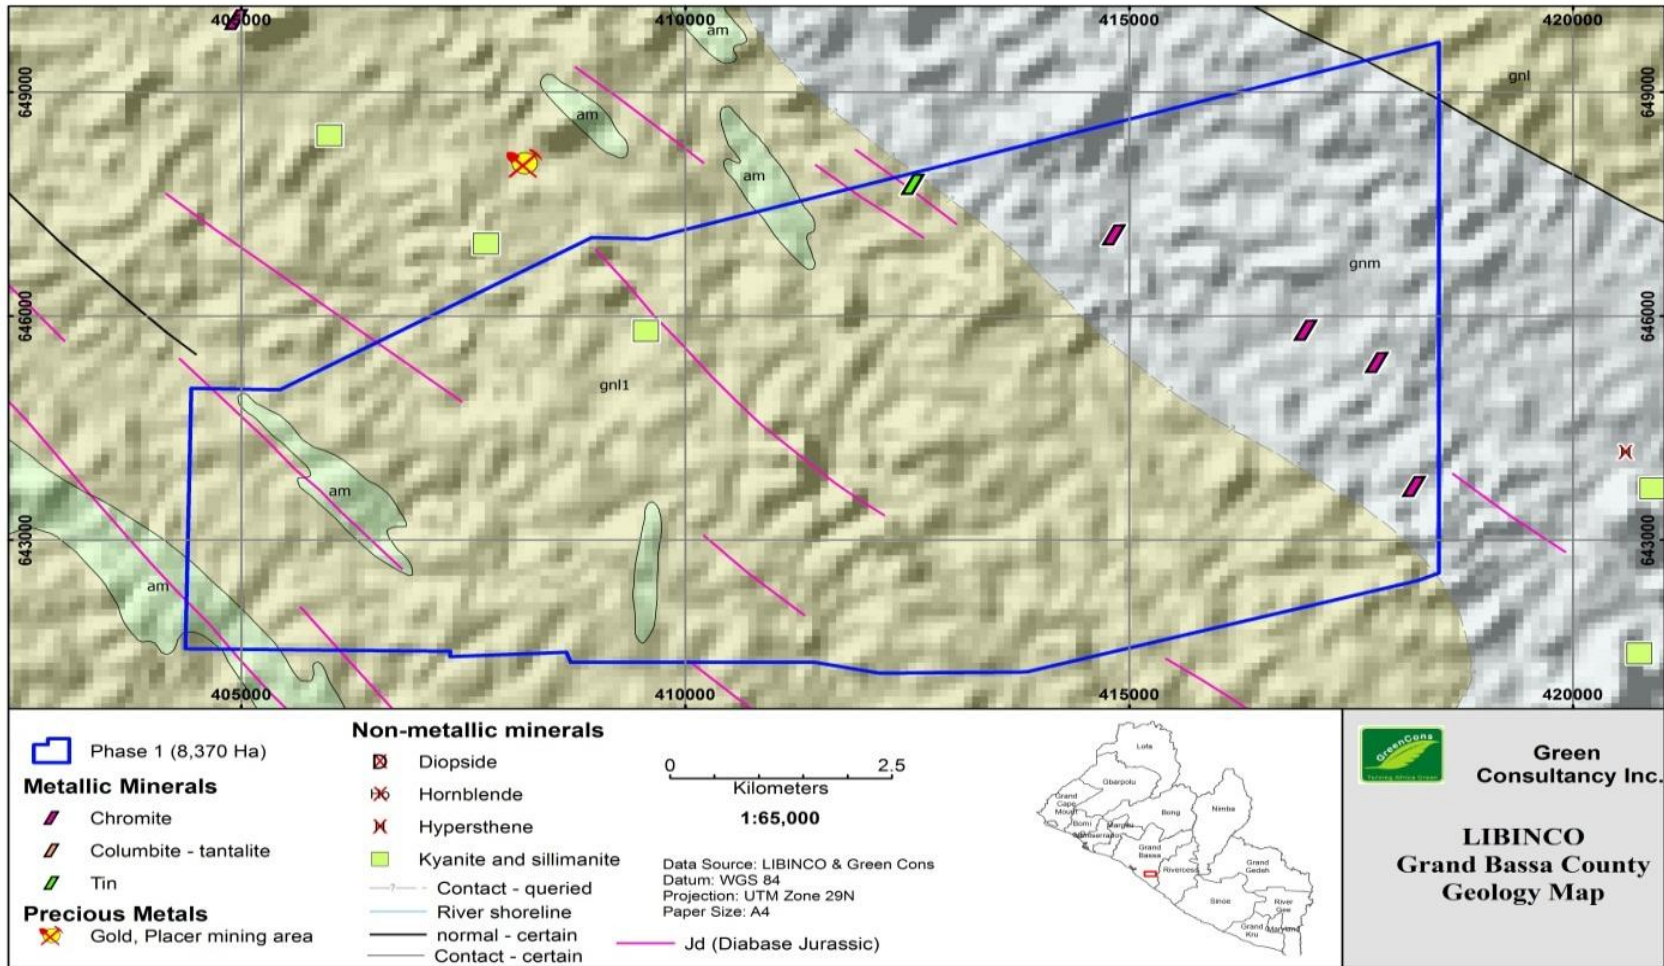 405000
410000
415000
420000
649000
649000
646000
646000
643000
643000
am
am
am
am
am
gnl
gnm
gnl1
405000
410000
415000
420000
Phase 1 (8,370 Ha)
Metallic Minerals
Chromite
Columbite - tantalite
Tin
Precious Metals
Gold, Placer mining area
Non-metallic minerals
Diopside
Hornblende
Hypersthene
Kyanite and sillimanite
?
Contact - queried
River shoreline
normal - certain
Contact - certain
Jd (Diabase Jurassic)
0
2.5
Kilometers
1:65,000
Data Source: LIBINCO & Green Cons
Datum: WGS 84
Projection: UTM Zone 29N
Paper Size: A4
Lofa
Gbarpolu
Grand
Cape
Mount
Bomi
Bong
Nimba
Margibi
Montserrado
Grand
Bassa
Rivercess
Grand
Gedeh
Sinoe
River
Gee
Grand
Kru
Maryland
GreenCons
Turning Africa Green
Green
Consultancy Inc.
LIBINCO
Grand Bassa County
Geology Map